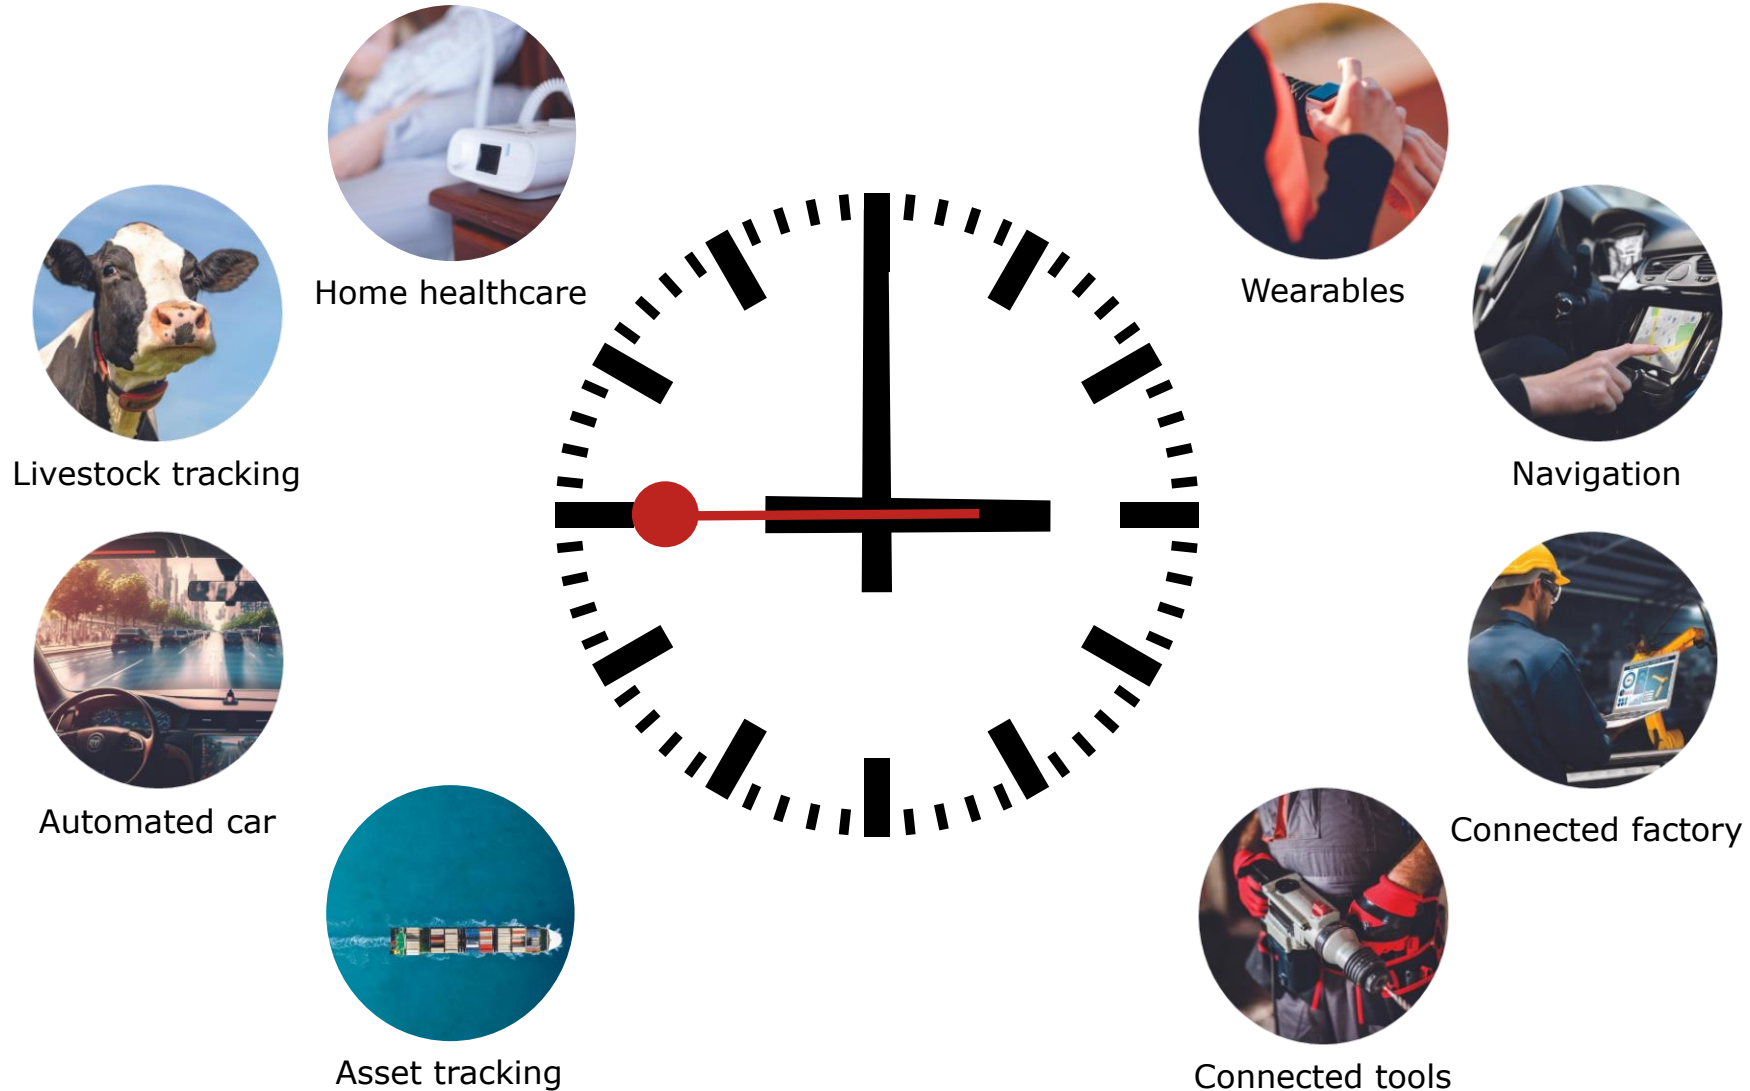 Home healthcare
Wearables
Livestock tracking
Navigation
Automated car
Connected factory
Asset tracking
Connected tools